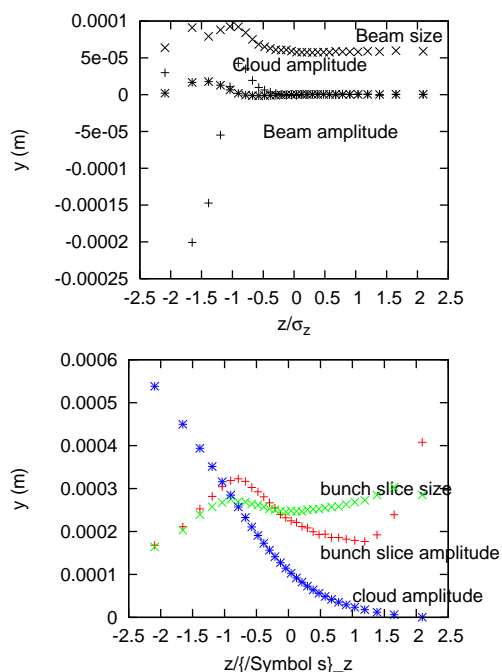 0.0001
5e-05
0
-5e-05
-0.0001
-0.00015
-0.0002
-0.00025
y (m)
Beam size
Cloud amplitude
Beam amplitude
-2.5 -2 -1.5 -1 -0.5 0 0.5 1 1.5 2 2.5
z/σz
0.0006
0.0005
0.0004
0.0003
0.0002
0.0001
0
y (m)
bunch slice size
bunch slice amplitude
cloud amplitude
-2.5 -2 -1.5 -1 -0.5 0 0.5 1 1.5 2 2.5
z/{/Symbol s}_z